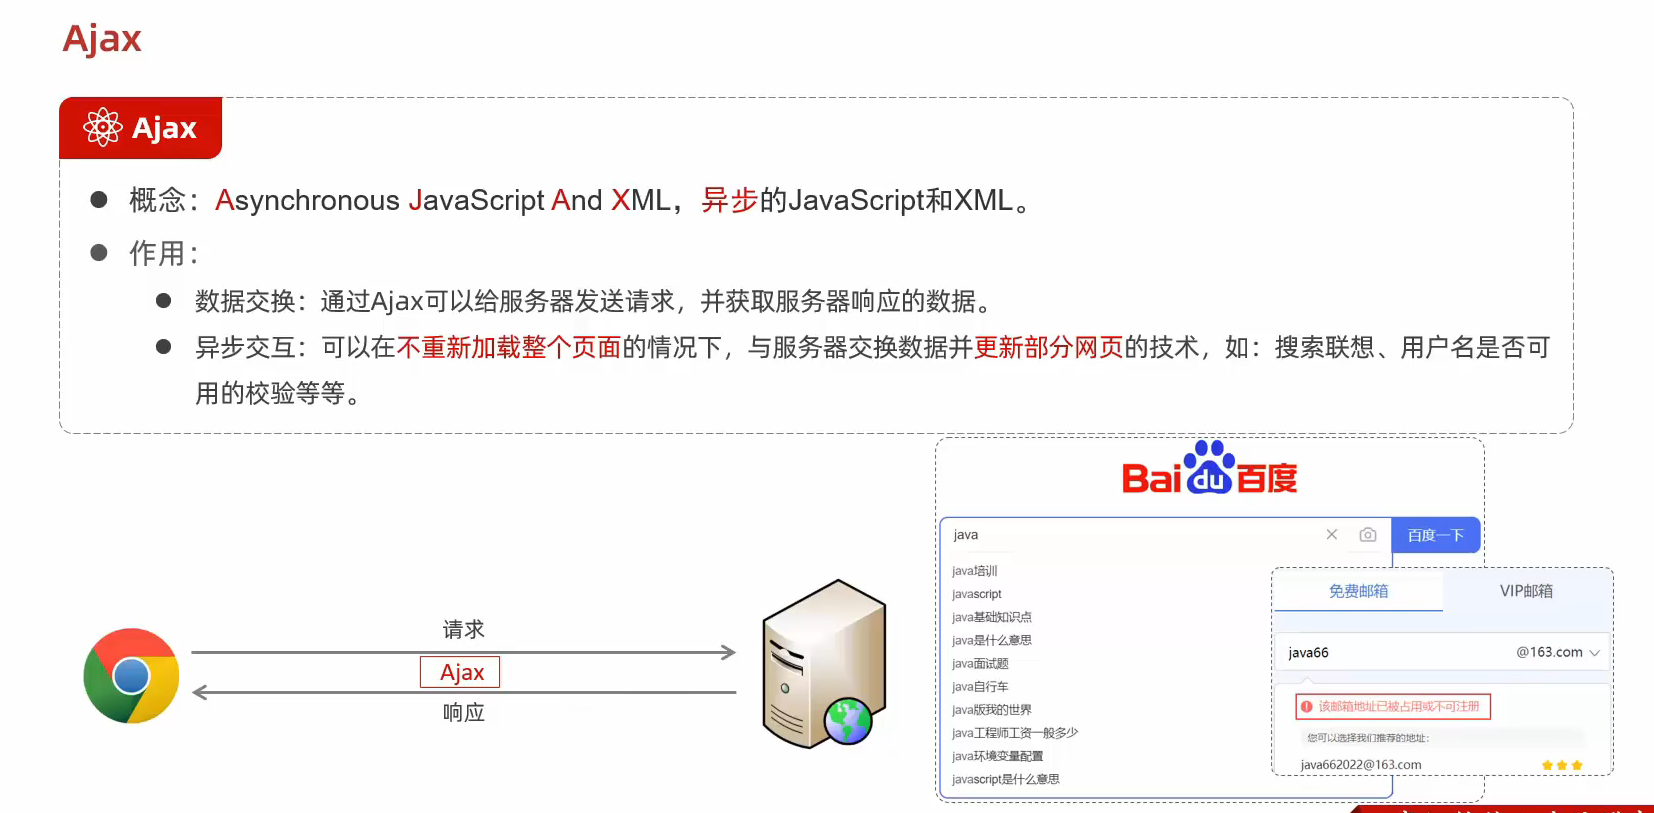 Ajax
Ajax
概念：Asynchronous JavaScript And XML，异步的JavaScript和XML。
作用：
数据交换：通过Ajax可以给服务器发送请求，并获取服务器响应的数据。
异步交互：可以在不重新加载整个页面的情况下，与服务器交换数据并更新部分网页的技术，如：搜索联想、用户名是否可
用的校验等等。
请求
Ajax
响应
Bai du 百度
java
百度一下
java培训
javascript
java基础知识点
java是什么意思
java面试题
java自行车
java版我的世界
java工程师工资一般多少
java环境变量配置
javascript是什么意思
免费邮箱 VIP邮箱
java66 @163.com
该邮箱地址已被占用或不可注册
您可以选择我们推荐的地址：
java662022@163.com